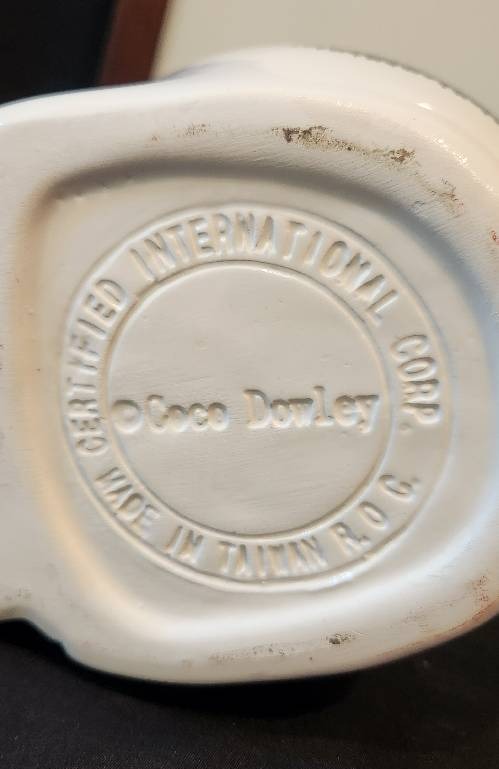 CERTIFIED INTERNATIONAL CORP.
©Coco Dowley
MADE IN TAIWAN R.O C.